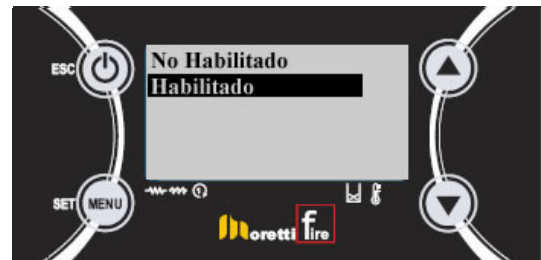 No Habilitado
ESC
Habilitado
SET MENU
Moretti fire